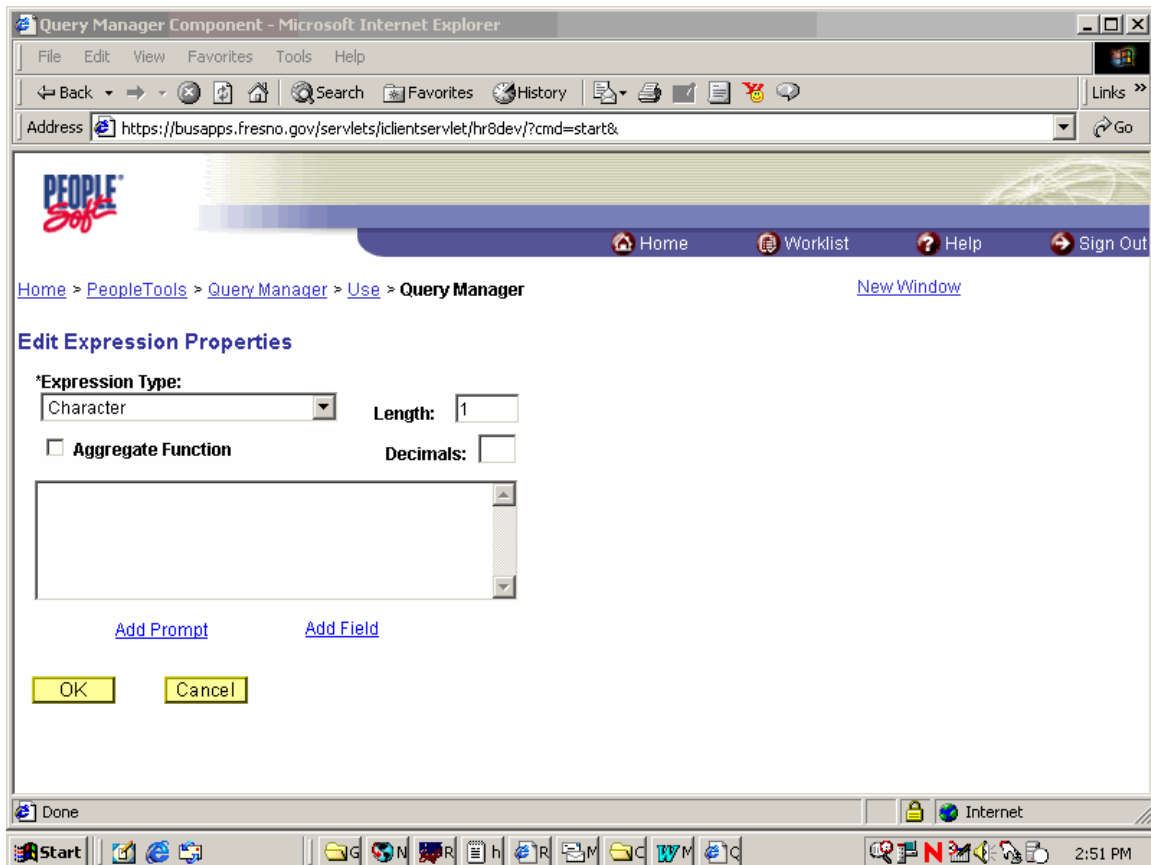 Query Manager Component - Microsoft Internet Explorer
File Edit View Favorites Tools Help
Back Search Favorites History Links »
Address https://busapps.fresno.gov/servlets/iclientservlet/hr8dev/?cmd=start& Go
PEOPLE
Soft
Home Worklist Help Sign Out
Home > PeopleTools > Query Manager > Use > Query Manager New Window
Edit Expression Properties
*Expression Type:
Character Length: 1
Aggregate Function Decimals:
Add Prompt Add Field
OK Cancel
Done Internet
Start G N R h R M C W M C N 2:51 PM